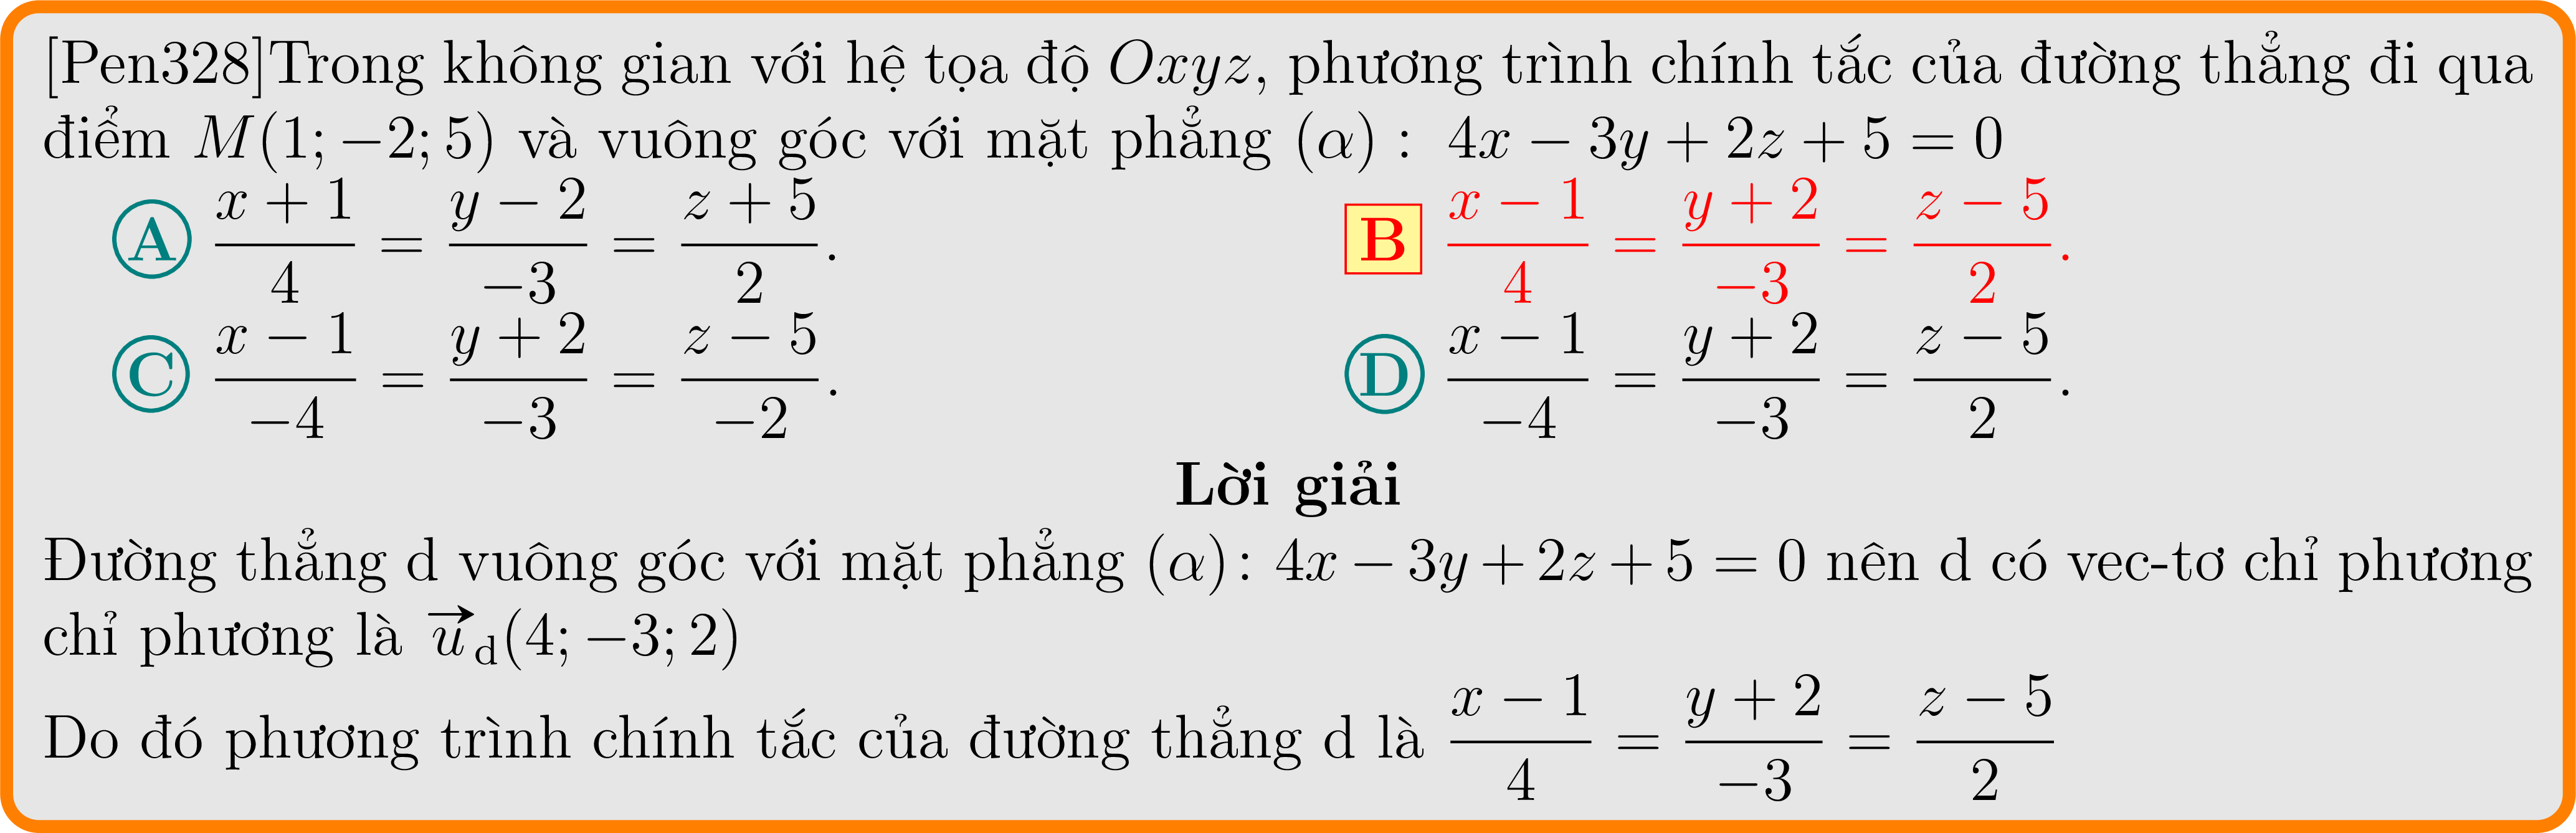 [Pen328]Trong không gian với hệ tọa độ Oxyz, phương trình chính tắc của đường thẳng đi qua
điểm M(1; −2; 5) và vuông góc với mặt phẳng (α) : 4x − 3y + 2z + 5 = 0
A \frac{x + 1}{4} = \frac{y − 2}{−3} = \frac{z + 5}{2}. B \frac{x − 1}{4} = \frac{y + 2}{−3} = \frac{z − 5}{2}.
C \frac{x − 1}{−4} = \frac{y + 2}{−3} = \frac{z − 5}{−2}. D \frac{x − 1}{−4} = \frac{y + 2}{−3} = \frac{z − 5}{2}.
Lời giải
Đường thẳng d vuông góc với mặt phẳng (α): 4x − 3y + 2z + 5 = 0 nên d có vec-tơ chỉ phương
chỉ phương là \overrightarrow{u}_d(4; −3; 2)
Do đó phương trình chính tắc của đường thẳng d là \frac{x − 1}{4} = \frac{y + 2}{−3} = \frac{z − 5}{2}